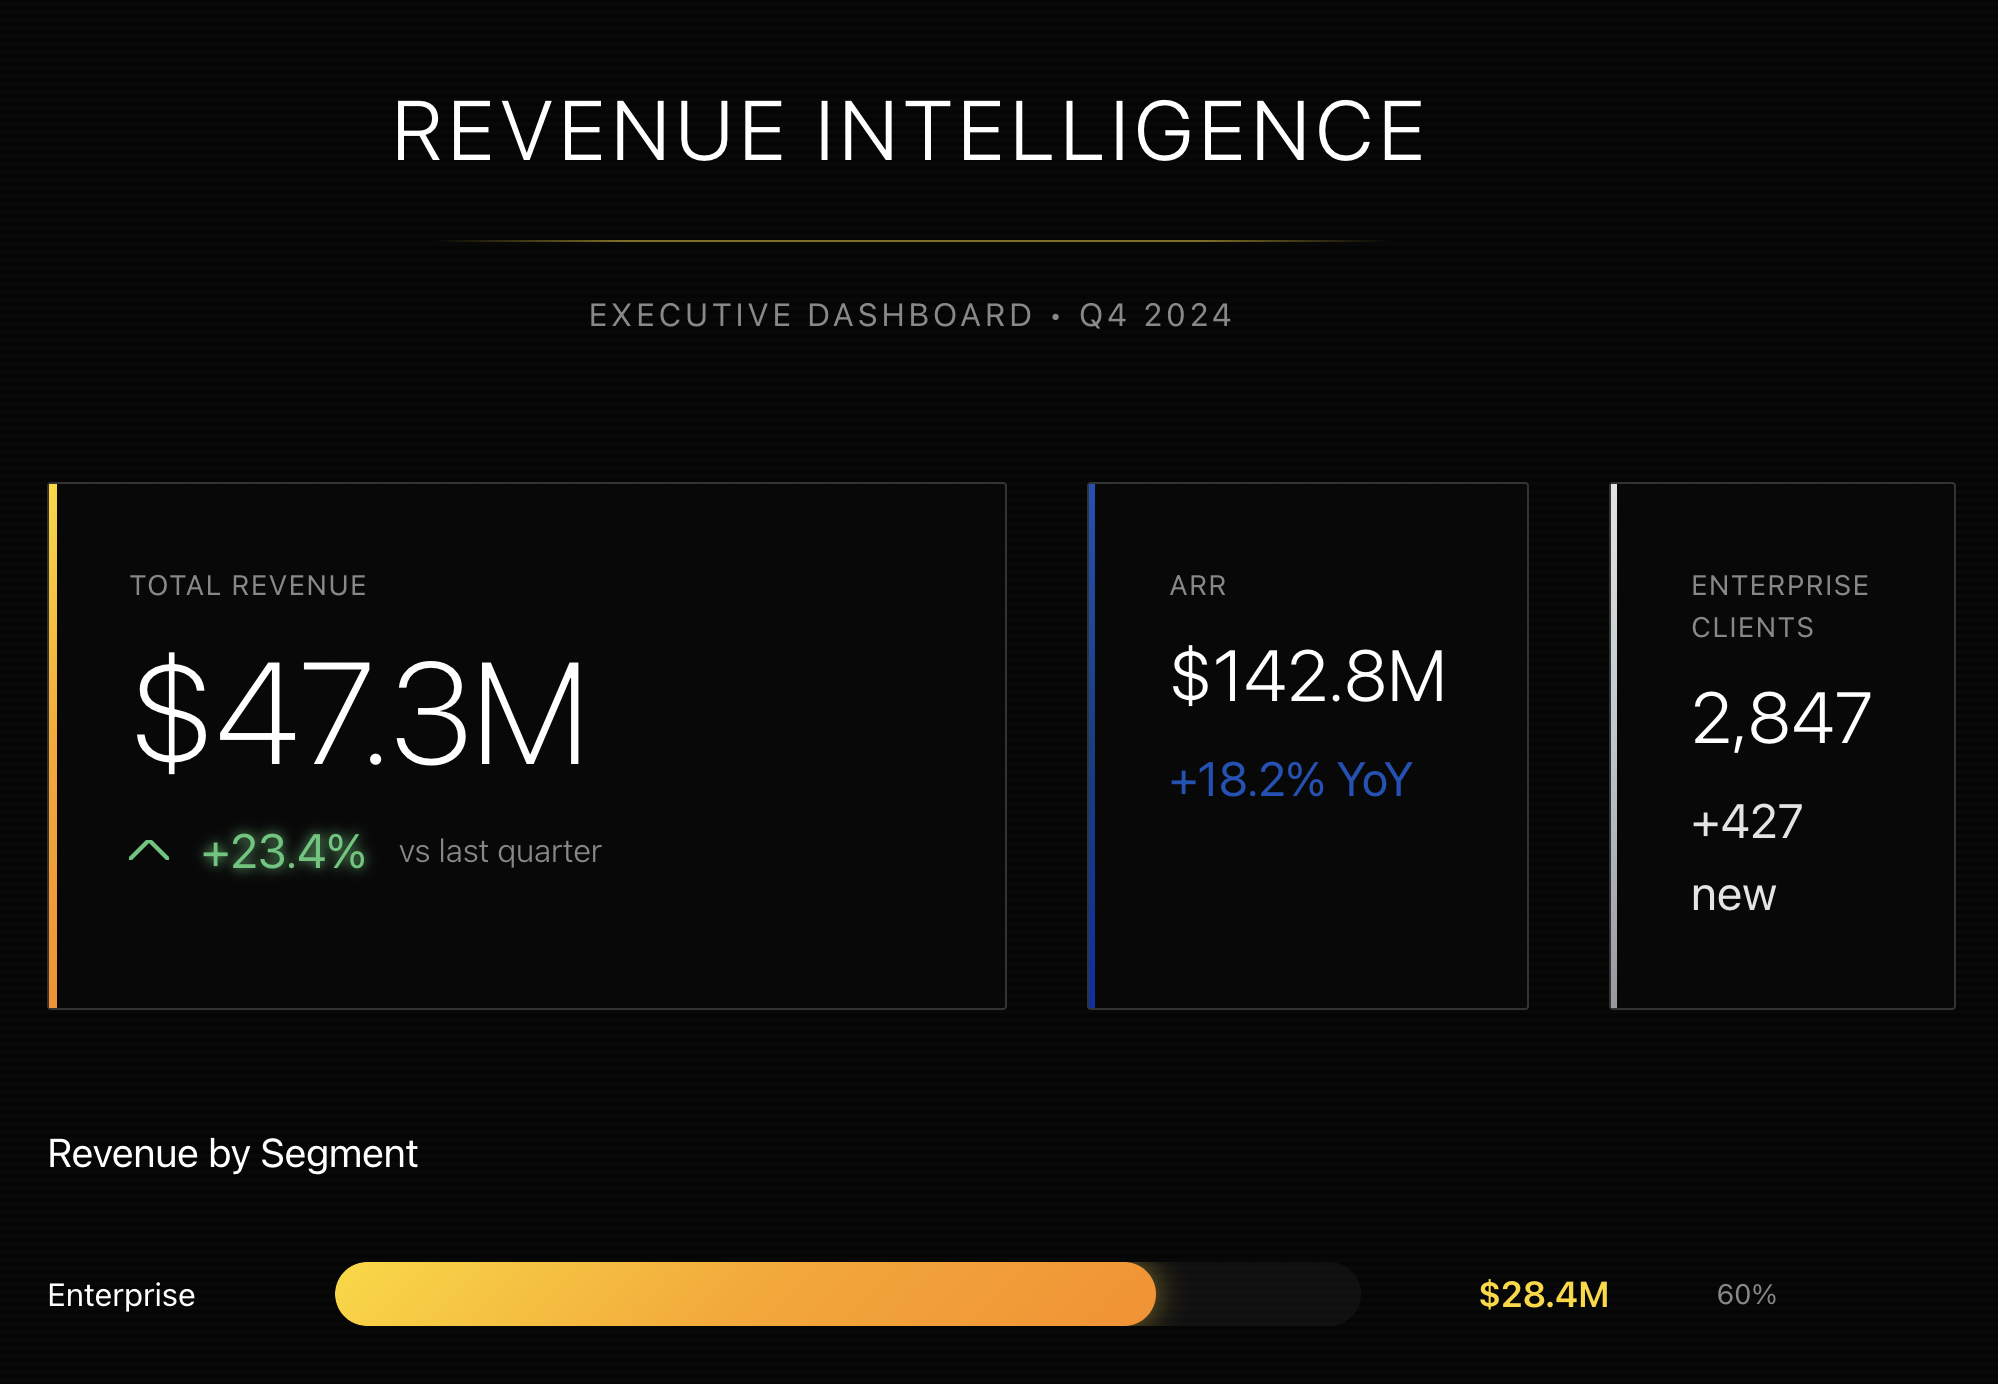 REVENUE INTELLIGENCE
EXECUTIVE DASHBOARD • Q4 2024
TOTAL REVENUE
$47.3M
+23.4% vs last quarter
ARR
$142.8M
+18.2% YoY
ENTERPRISE
CLIENTS
2,847
+427
new
Revenue by Segment
Enterprise $28.4M 60%